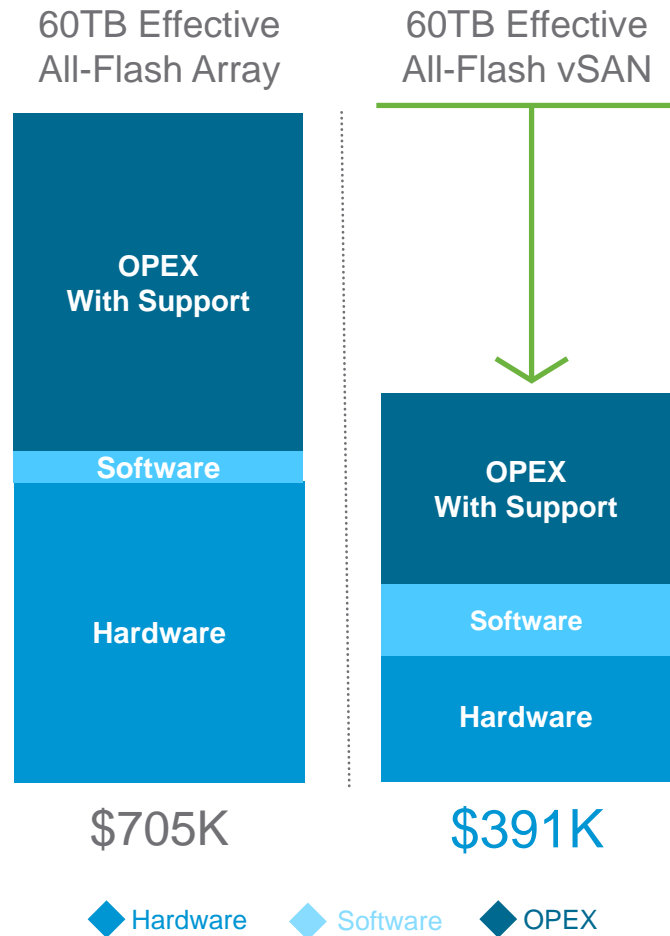 60TB Effective
All-Flash Array
60TB Effective
All-Flash vSAN
OPEX
With Support
Software
Hardware
OPEX
With Support
Software
Hardware
$705K
$391K
Hardware
Software
OPEX